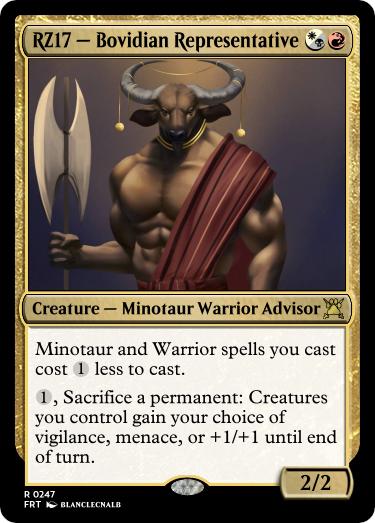 RZ17 — Bovidian Representative
Creature — Minotaur Warrior Advisor
Minotaur and Warrior spells you cast
cost 1 less to cast.
1, Sacrifice a permanent: Creatures
you control gain your choice of
vigilance, menace, or +1/+1 until end
of turn.
2/2
R 0247
FRT BLANCLECNALB